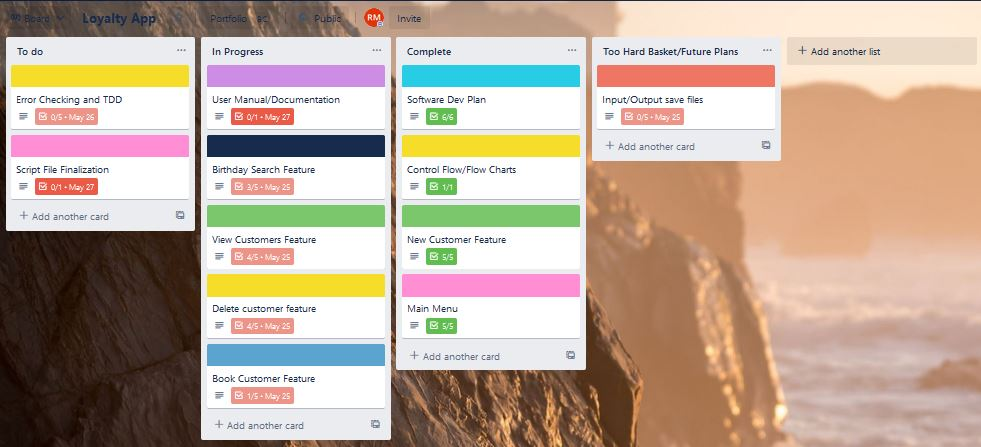 Board
Loyalty App
Portfolio
Public
RM
Invite
To do
Error Checking and TDD
0/5 • May 26
Script File Finalization
0/1 • May 27
+ Add another card
In Progress
User Manual/Documentation
0/1 • May 27
Birthday Search Feature
3/5 • May 25
View Customers Feature
4/5 • May 25
Delete customer feature
4/5 • May 25
Book Customer Feature
1/5 • May 25
+ Add another card
Complete
Software Dev Plan
6/6
Control Flow/Flow Charts
1/1
New Customer Feature
5/5
Main Menu
5/5
+ Add another card
Too Hard Basket/Future Plans
Input/Output save files
0/5 • May 25
+ Add another card
+ Add another list